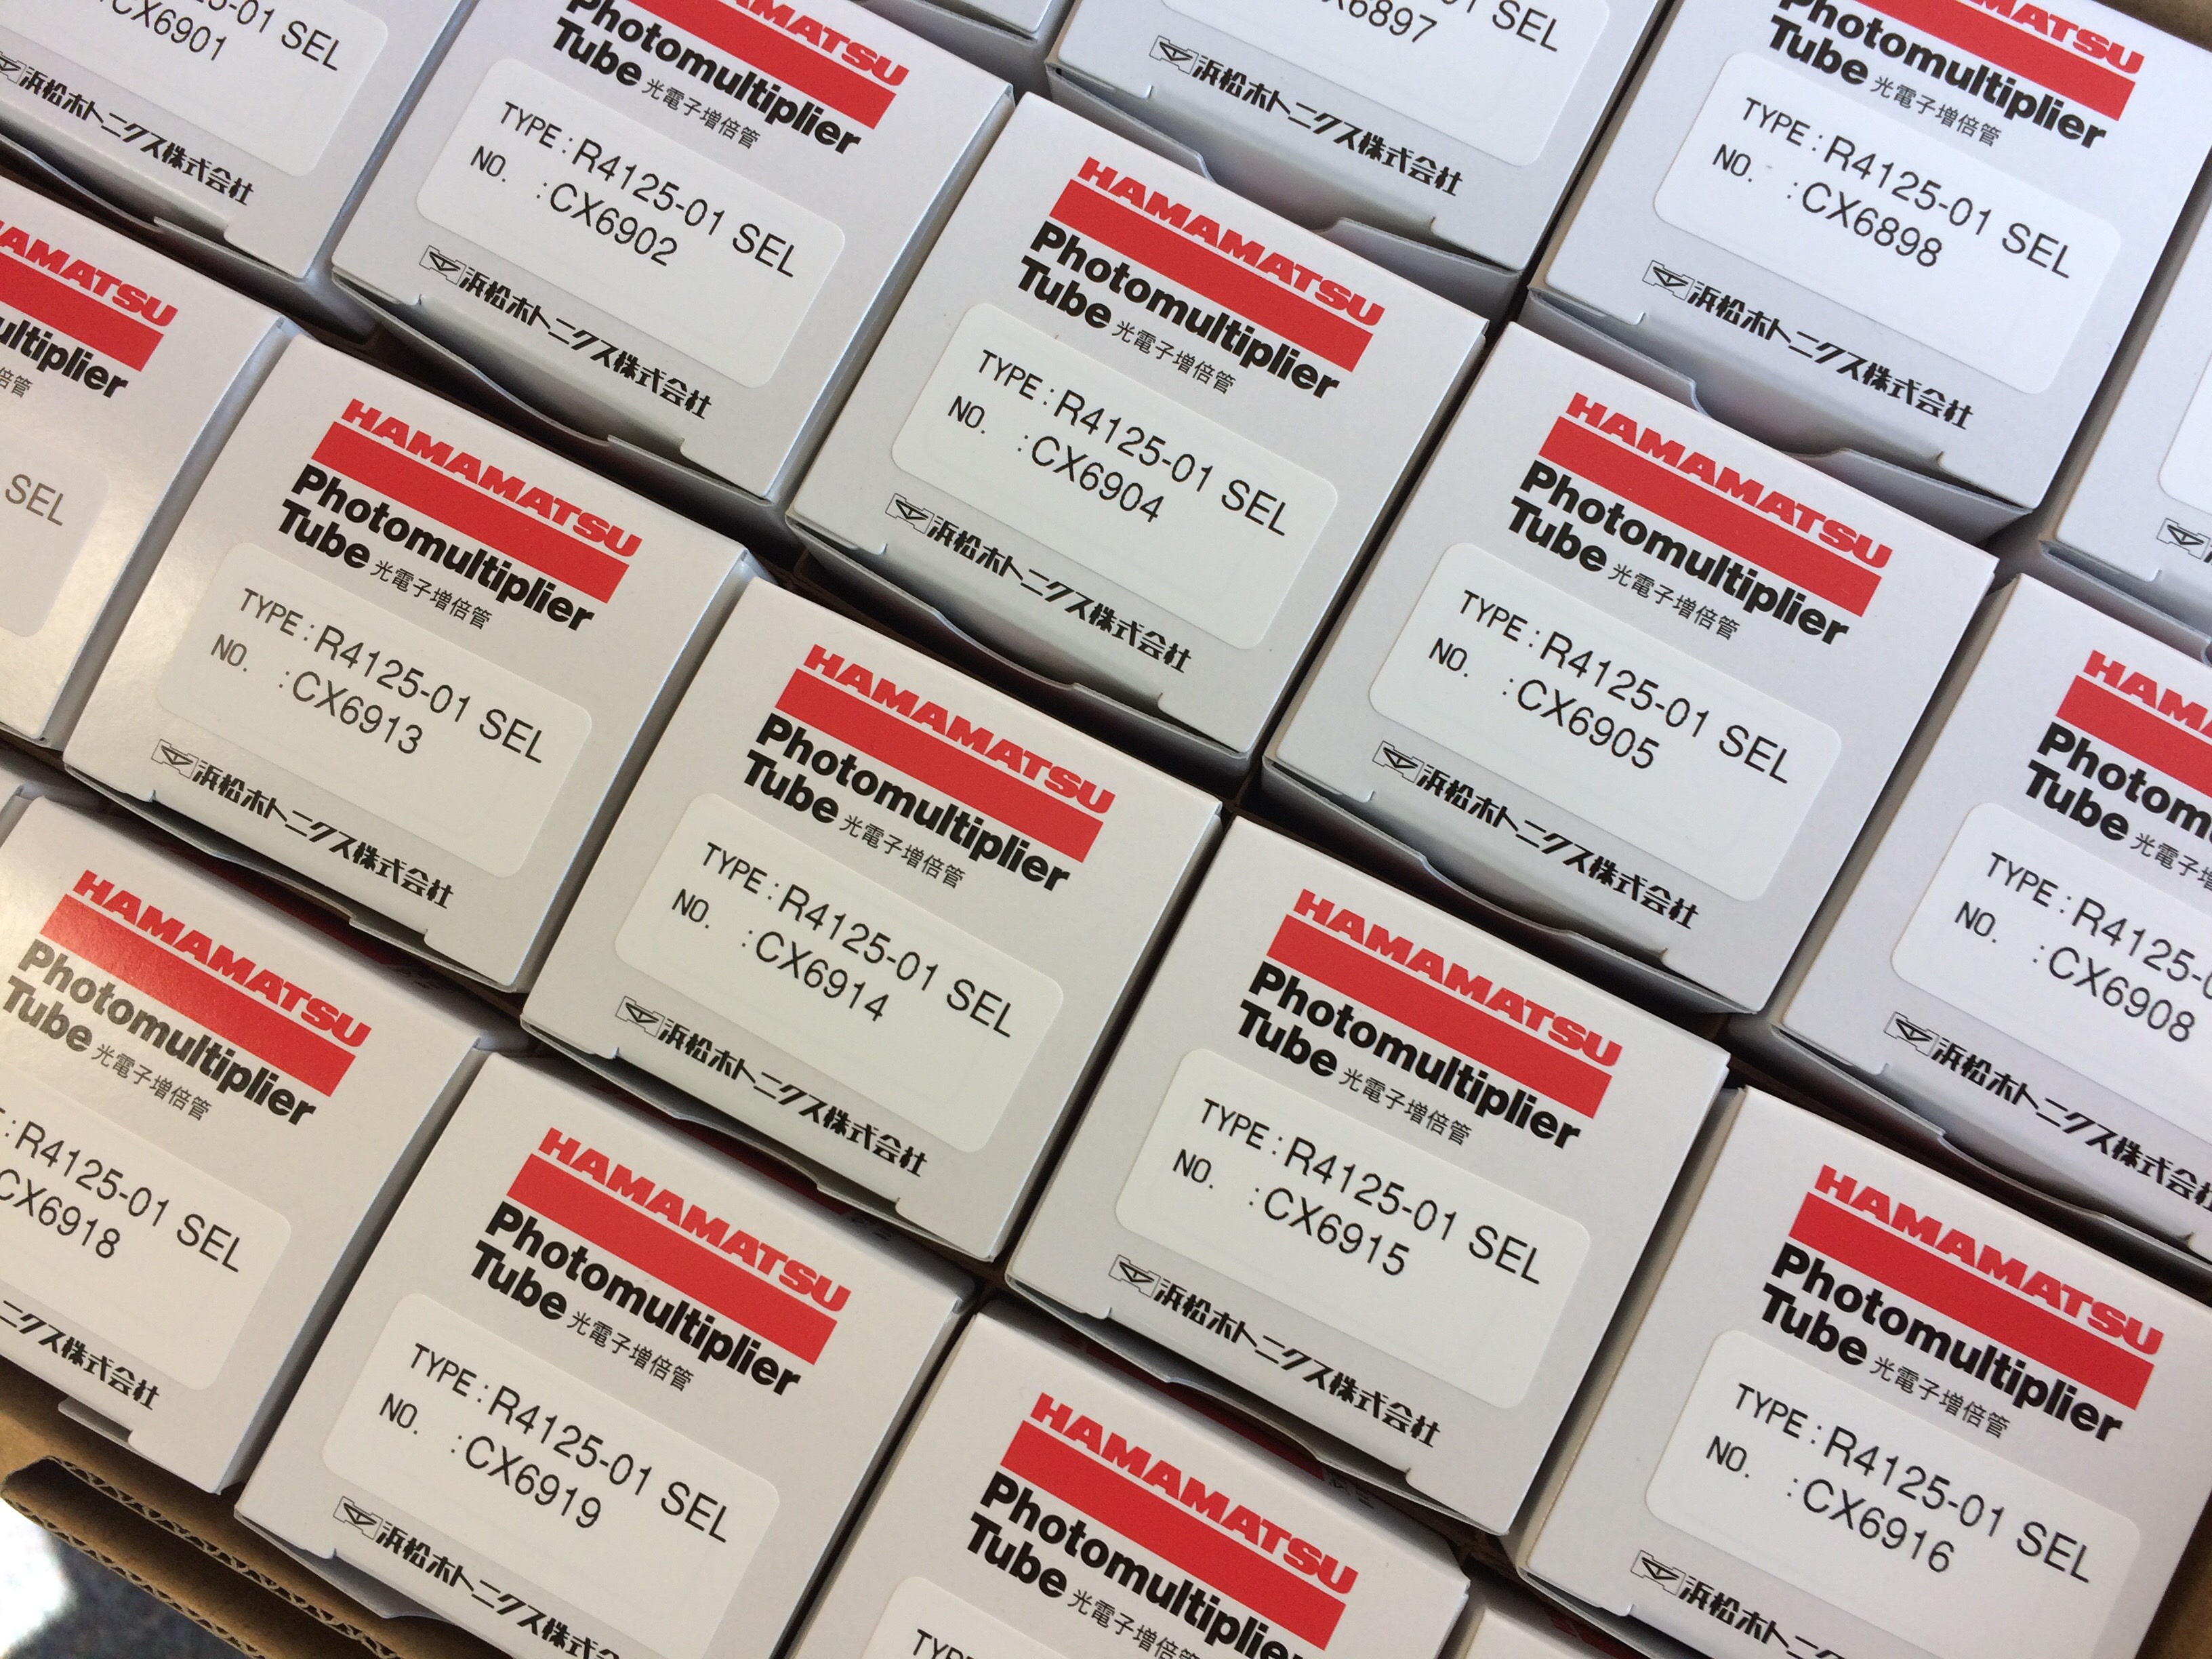 -01 SEL
CX6901
浜松ホトニクス株式会社
HAMAMATSU
Photomultiplier
Tube 光電子増倍管
TYPE : R4125-01 SEL
NO. : CX6902
浜松ホトニクス株式会社
SEL
6897
浜松ホトニクス株式会社
HAMAMATSU
Photomultiplier
Tube 光電子増倍管
TYPE : R4125-01 SEL
NO. : CX6898
浜松ホトニクス株式会社
AMATSU
ultiplier
倍管
SEL
HAMAMATSU
Photomultiplier
Tube 光電子増倍管
TYPE : R4125-01 SEL
NO. : CX6904
浜松ホトニクス株式会社
HAMAMATSU
Photomultiplier
Tube 光電子増倍管
TYPE : R4125-01 SEL
NO. : CX6905
浜松ホトニクス株式会社
HAMA
Photom
Tube 光電子増
TYPE : R4125-0
NO. : CX6908
浜松ホトニクス株式会社
HAMAMATSU
Photomultiplier
Tube 光電子増倍管
TYPE : R4125-01 SEL
NO. : CX6913
浜松ホトニクス株式会社
HAMAMATSU
Photomultiplier
Tube 光電子増倍管
TYPE : R4125-01 SEL
NO. : CX6914
浜松ホトニクス株式会社
HAMAMATSU
Photomultiplier
Tube 光電子増倍管
TYPE : R4125-01 SEL
NO. : CX6915
浜松ホトニクス株式会社
HAMAMATSU
Photomultiplier
Tube 光電子増倍管
TYPE : R4125-01 SEL
NO. : CX6916
浜松ホトニク
HAMAMATSU
Photomultiplier
Tube 光電子増倍管
: R4125-01 SEL
CX6918
ニクス株式会社
HAMAMATSU
Photomultiplier
Tube 光電子増倍管
TYPE : R4125-01 SEL
NO. : CX6919
浜松ホトニクス株式会
HAMAMATSU
Photomultiplier
Tube 光電子増倍管
TYPE